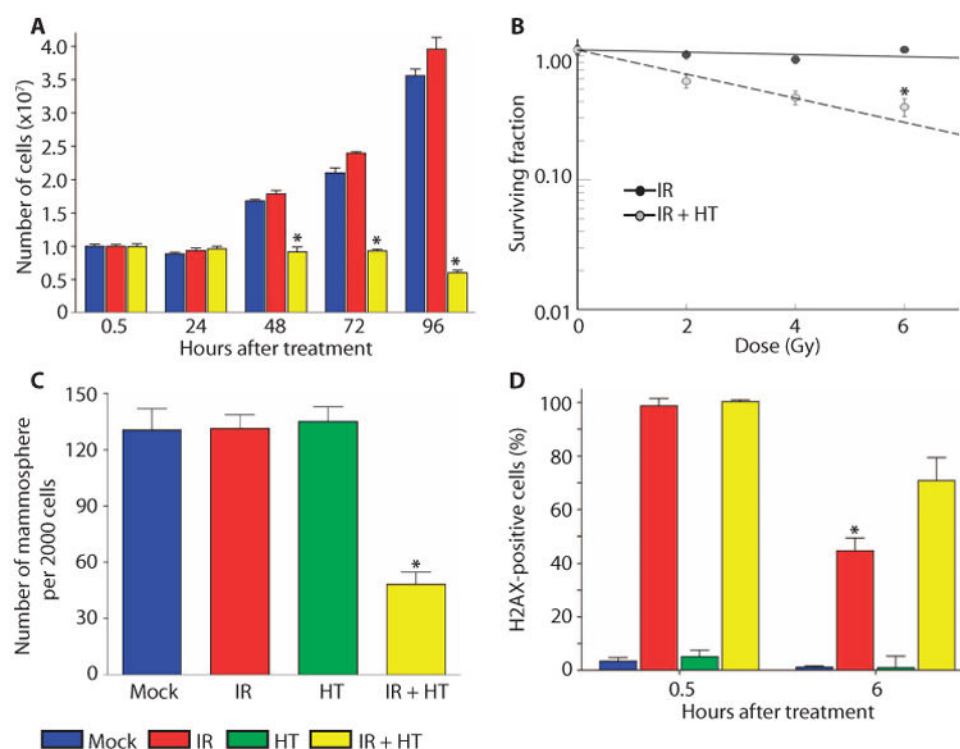 A
Number of cells (x10⁷)
4.0
3.5
3.0
2.5
2.0
1.5
1.0
0.5
0
* * *
0.5 24 48 72 96
Hours after treatment
B
Surviving fraction
1.00
0.10
0.01
*
IR
IR + HT
0 2 4 6
Dose (Gy)
C
Number of mammosphere
per 2000 cells
150
120
90
60
30
0
*
Mock IR HT IR + HT
D
H2AX-positive cells (%)
100
80
60
40
20
10
0
*
0.5 6
Hours after treatment
Mock IR HT IR + HT